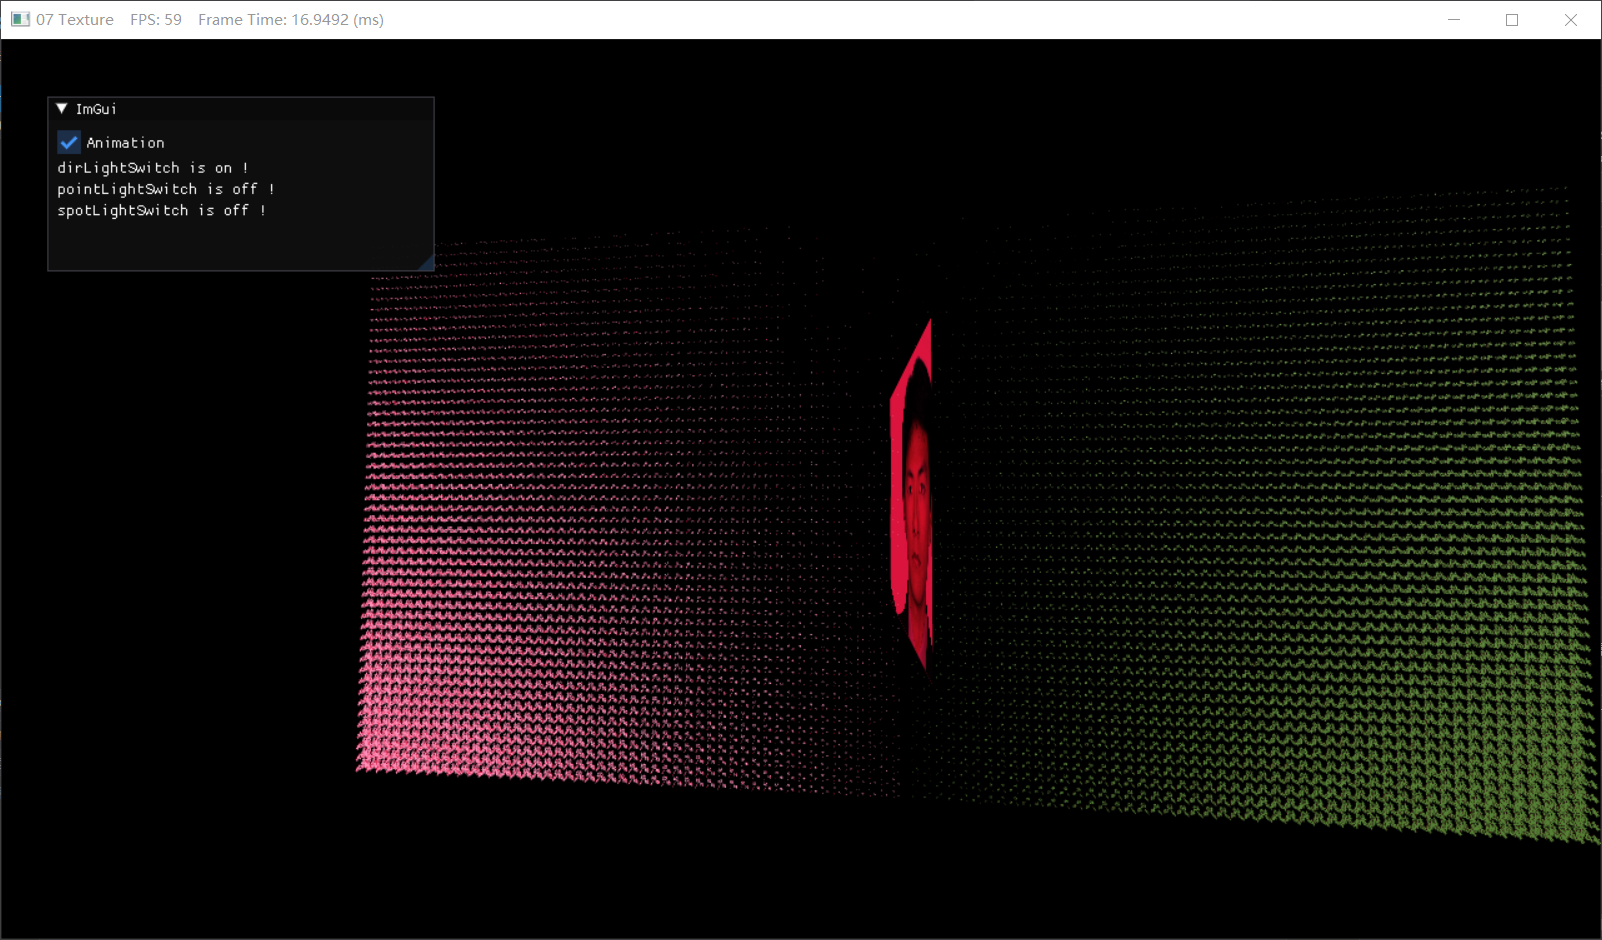 07 Texture    FPS: 59    Frame Time: 16.9492 (ms)
ImGui
Animation
dirLightSwitch is on !
pointLightSwitch is off !
spotLightSwitch is off !